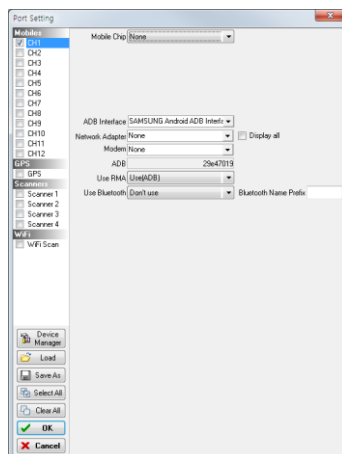 Port Setting
Mobiles
CH1
CH2
CH3
CH4
CH5
CH6
CH7
CH8
CH9
CH10
CH11
CH12
GPS
GPS
Scanners
Scanner 1
Scanner 2
Scanner 3
Scanner 4
WiFi
WiFi Scan
Mobile Chip None
ADB Interface SAMSUNG Android ADB Interfa
Network Adapter None Display all
Modem None
ADB 29e47019
Use RMA Use(ADB)
Use Bluetooth Don't use Bluetooth Name Prefix
Device Manager
Load
Save As
Select All
Clear All
OK
Cancel